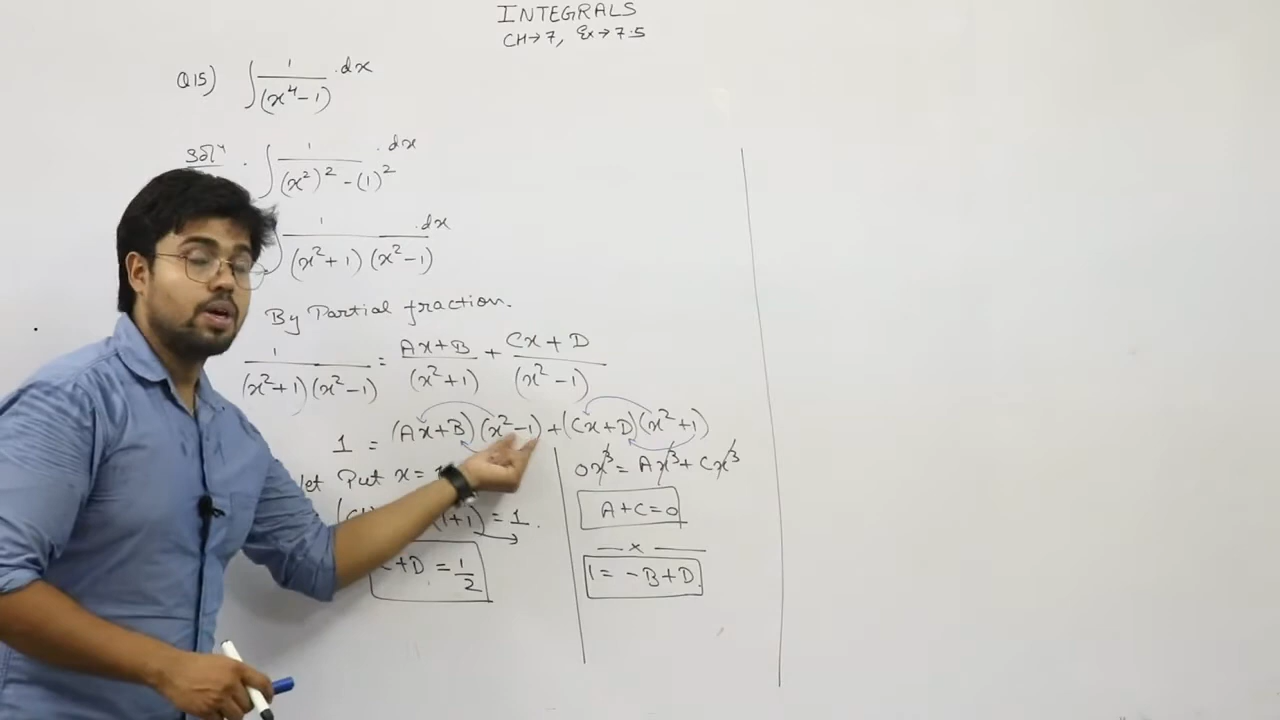 INTEGRALS
CH→7, Ex→7.5
Q15) ∫ 1/(x⁴-1) .dx
Solⁿ . ∫ 1/((x²)² - (1)²) . dx
∫ 1/((x²+1) (x²-1)) .dx
By Partial fraction.
1/((x²+1)(x²-1)) = (Ax+B)/(x²+1) + (Cx+D)/(x²-1)
1 = (Ax+B)(x²-1) + (Cx+D)(x²+1)
let Put x =
(1+1) = 1.
+D = 1/2
0x³ = Ax³ + Cx³
A+C=0
— x —
1 = -B+D.